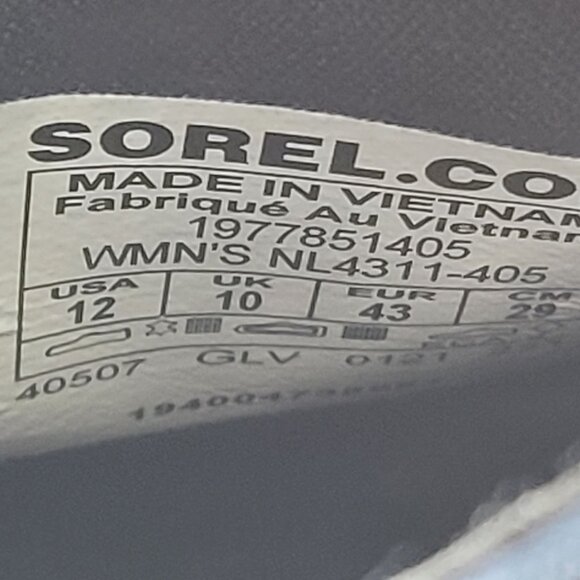 SOREL.CO
MADE IN VIETNAM
Fabriqué Au Vietnam
1977851405
WMN'S NL4311-405
USA UK EUR CM
12 10 43 29
40507 GLV 0121